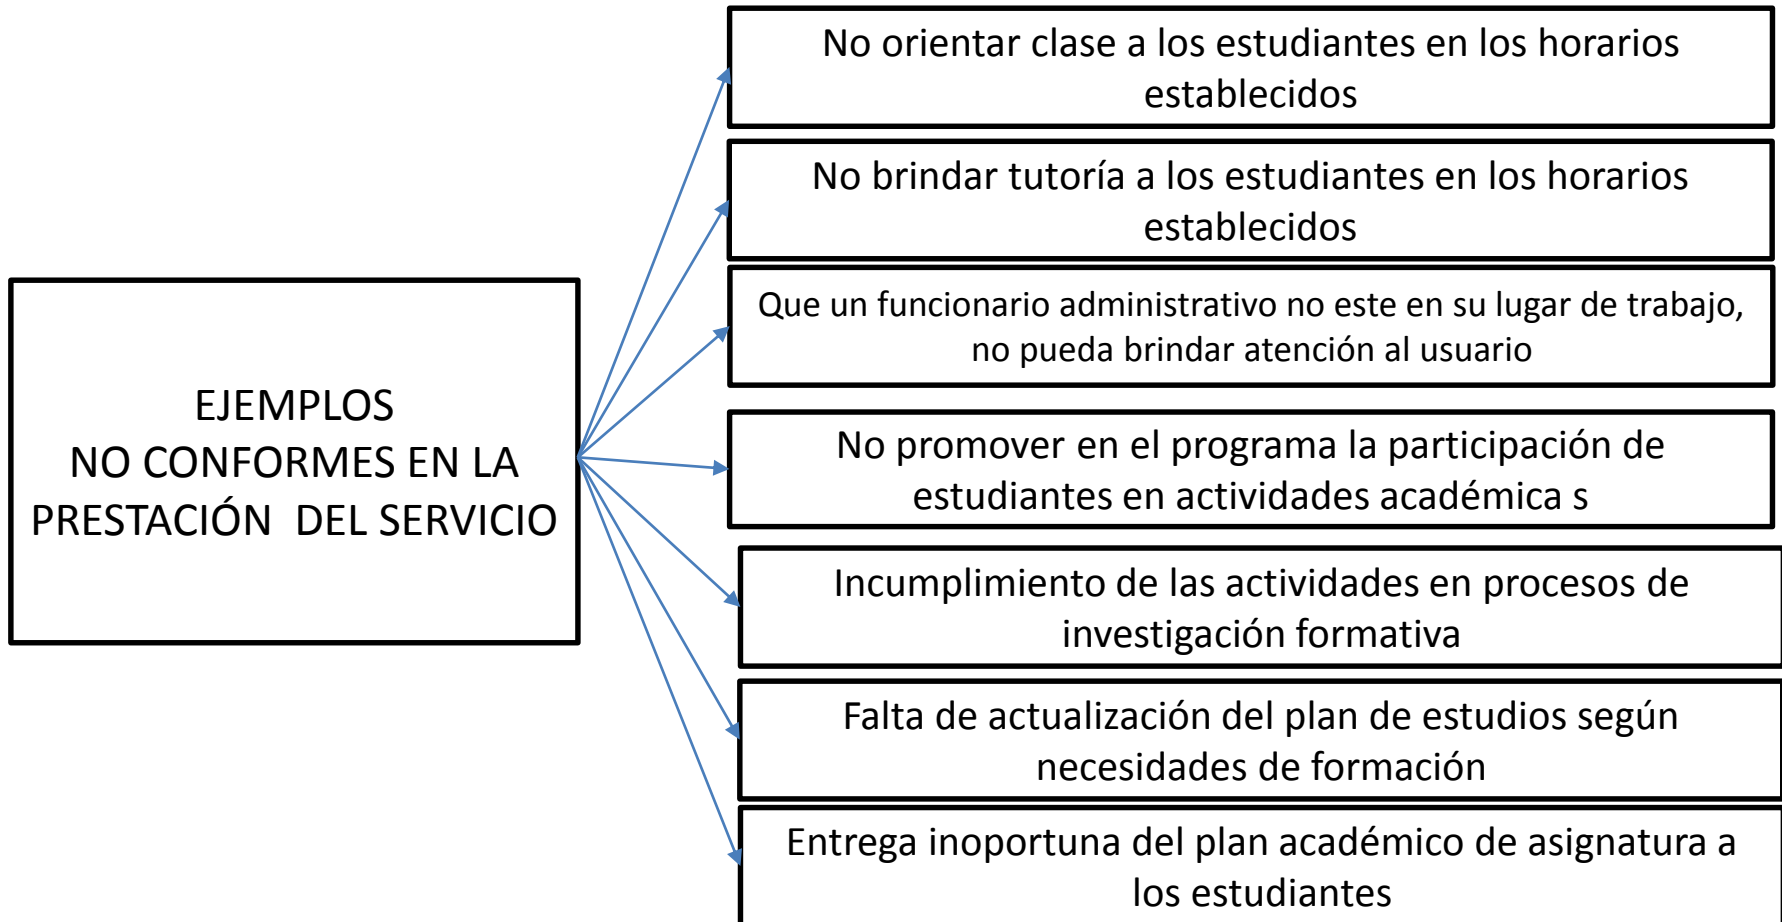 No orientar clase a los estudiantes en los horarios
establecidos
No brindar tutoría a los estudiantes en los horarios
establecidos
Que un funcionario administrativo no este en su lugar de trabajo,
no pueda brindar atención al usuario
EJEMPLOS
NO CONFORMES EN LA
PRESTACIÓN  DEL SERVICIO
No promover en el programa la participación de
estudiantes en actividades académica s
Incumplimiento de las actividades en procesos de
investigación formativa
Falta de actualización del plan de estudios según
necesidades de formación
Entrega inoportuna del plan académico de asignatura a
los estudiantes